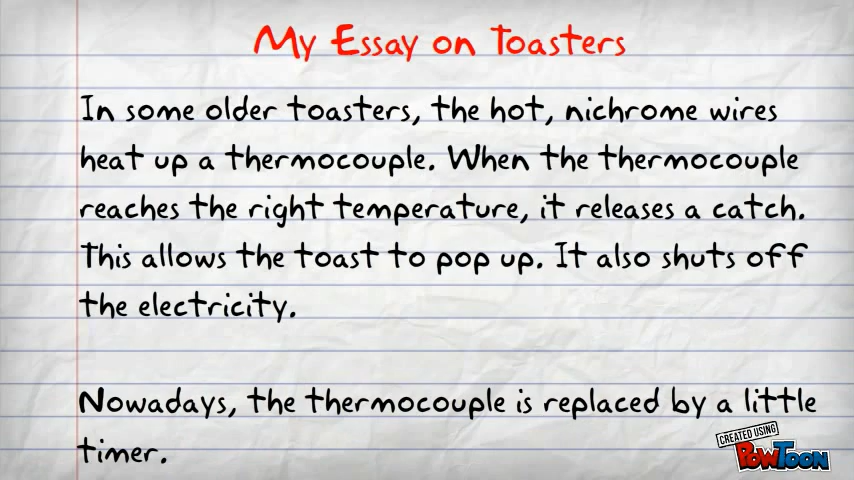 My Essay on Toasters
In some older toasters, the hot, nichrome wires
heat up a thermocouple. When the thermocouple
reaches the right temperature, it releases a catch.
This allows the toast to pop up. It also shuts off
the electricity.
Nowadays, the thermocouple is replaced by a little
timer.
CREATED USING
POWTOON